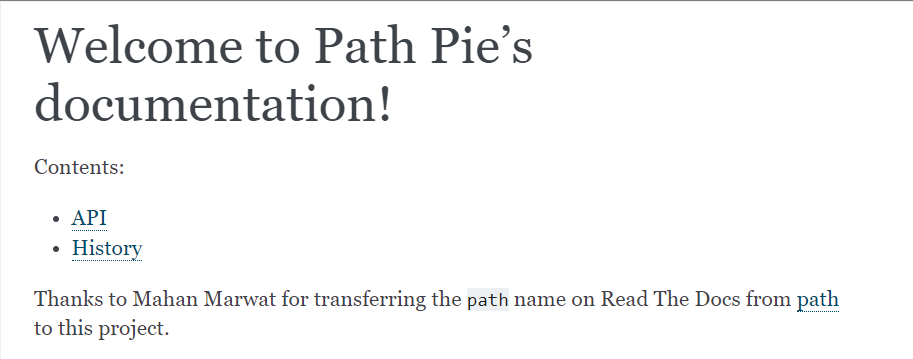 Welcome to Path Pie’s
documentation!
Contents:
API
History
Thanks to Mahan Marwat for transferring the path name on Read The Docs from path
to this project.